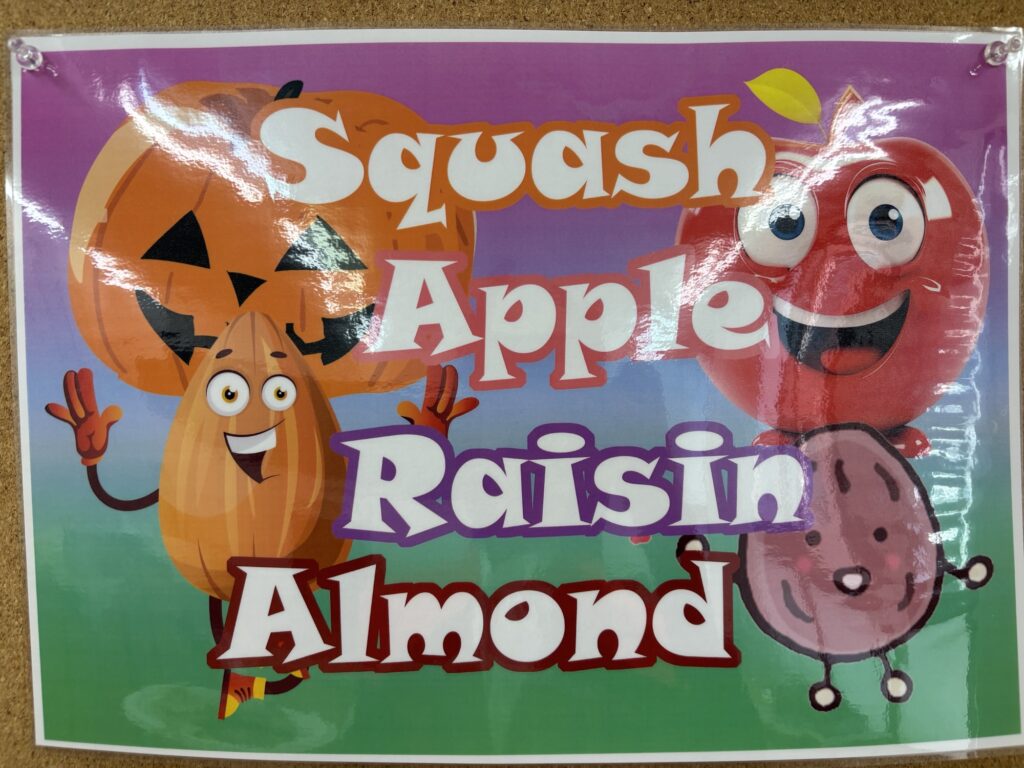 Squash
Apple
Raisin
Almond